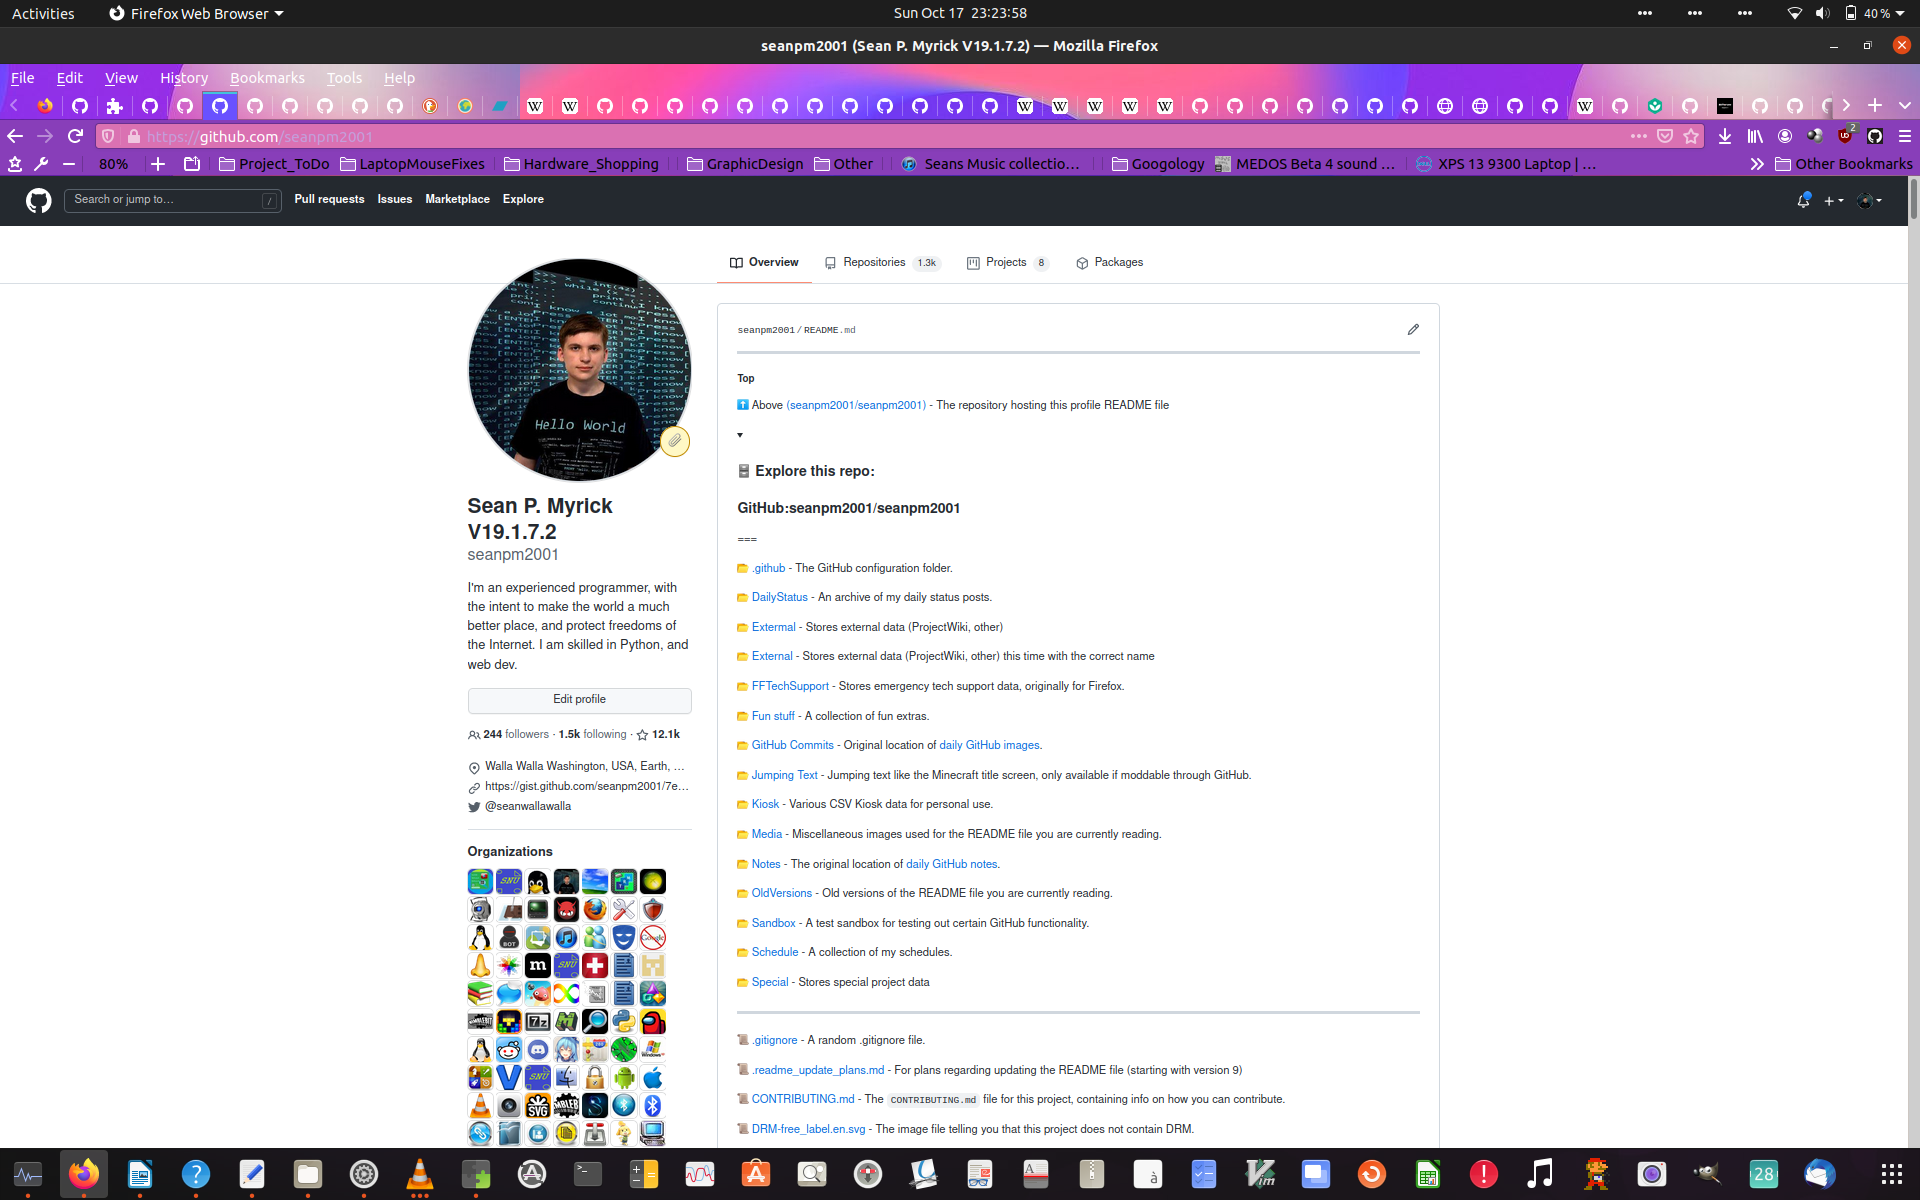 Activities
Firefox Web Browser
Sun Oct 17 23:23:58
40 %
seanpm2001 (Sean P. Myrick V19.1.7.2) — Mozilla Firefox
File Edit View History Bookmarks Tools Help
https://github.com/seanpm2001
2
80%
Project_ToDo
LaptopMouseFixes
Hardware_Shopping
GraphicDesign
Other
Seans Music collectio…
Googology
MEDOS Beta 4 sound …
XPS 13 9300 Laptop | …
Other Bookmarks
Search or jump to…
/
Pull requests Issues Marketplace Explore
Overview
Repositories 1.3k
Projects 8
Packages
Hello World
Sean P. Myrick
V19.1.7.2
seanpm2001
I'm an experienced programmer, with
the intent to make the world a much
better place, and protect freedoms of
the Internet. I am skilled in Python, and
web dev.
Edit profile
244 followers · 1.5k following · 12.1k
Walla Walla Washington, USA, Earth, …
https://gist.github.com/seanpm2001/7e…
@seanwallawalla
Organizations
seanpm2001/README.md
Top
Above (seanpm2001/seanpm2001) - The repository hosting this profile README file
Explore this repo:
GitHub:seanpm2001/seanpm2001
===
.github - The GitHub configuration folder.
DailyStatus - An archive of my daily status posts.
Extermal - Stores external data (ProjectWiki, other)
External - Stores external data (ProjectWiki, other) this time with the correct name
FFTechSupport - Stores emergency tech support data, originally for Firefox.
Fun stuff - A collection of fun extras.
GitHub Commits - Original location of daily GitHub images.
Jumping Text - Jumping text like the Minecraft title screen, only available if moddable through GitHub.
Kiosk - Various CSV Kiosk data for personal use.
Media - Miscellaneous images used for the README file you are currently reading.
Notes - The original location of daily GitHub notes.
OldVersions - Old versions of the README file you are currently reading.
Sandbox - A test sandbox for testing out certain GitHub functionality.
Schedule - A collection of my schedules.
Special - Stores special project data
.gitignore - A random .gitignore file.
.readme_update_plans.md - For plans regarding updating the README file (starting with version 9)
CONTRIBUTING.md - The CONTRIBUTING.md file for this project, containing info on how you can contribute.
DRM-free_label.en.svg - The image file telling you that this project does not contain DRM.
28